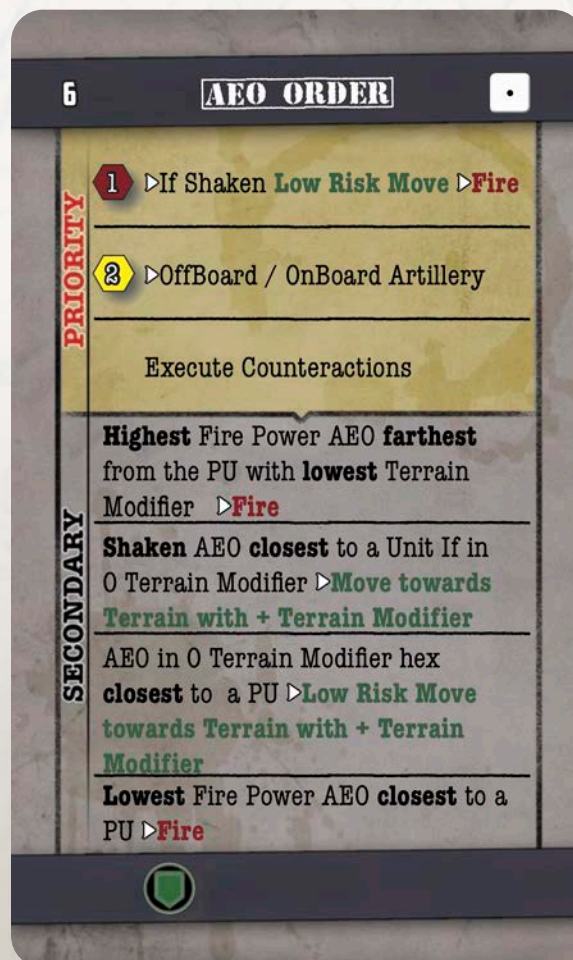 6 AEO ORDER
PRIORITY
1 ▷If Shaken Low Risk Move ▷Fire
2 ▷OffBoard / OnBoard Artillery
Execute Counteractions
SECONDARY
Highest Fire Power AEO farthest
from the PU with lowest Terrain
Modifier ▷Fire
Shaken AEO closest to a Unit If in
0 Terrain Modifier ▷Move towards
Terrain with + Terrain Modifier
AEO in 0 Terrain Modifier hex
closest to a PU ▷Low Risk Move
towards Terrain with + Terrain
Modifier
Lowest Fire Power AEO closest to a
PU ▷Fire